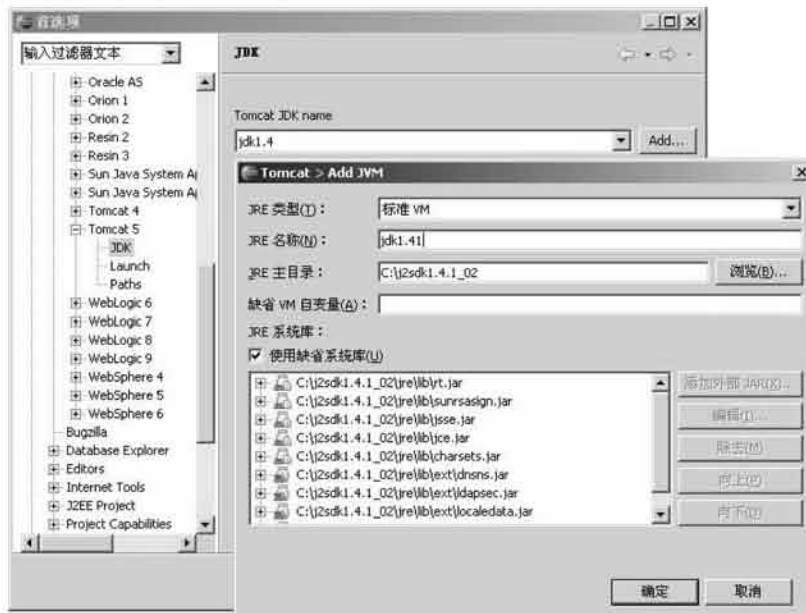 首选项
输入过滤器文本
JDK
Oracle AS
Orion 1
Orion 2
Resin 2
Resin 3
Sun Java System A
Sun Java System A
Tomcat 4
Tomcat 5
JDK
Launch
Paths
WebLogic 6
WebLogic 7
WebLogic 8
WebLogic 9
WebSphere 4
WebSphere 5
WebSphere 6
Bugzilla
Database Explorer
Editors
Internet Tools
J2EE Project
Project Capabilities
Tomcat JDK name
jdk1.4
Add...
Tomcat > Add JVM
JRE 类型(T)：
标准 VM
JRE 名称(N)：
jdk1.41
JRE 主目录：
C:\j2sdk1.4.1_02
浏览(B)...
缺省 VM 自变量(A)：
JRE 系统库：
使用缺省系统库(U)
C:\j2sdk1.4.1_02\jre\lib\rt.jar
C:\j2sdk1.4.1_02\jre\lib\sunrsasign.jar
C:\j2sdk1.4.1_02\jre\lib\jsse.jar
C:\j2sdk1.4.1_02\jre\lib\jce.jar
C:\j2sdk1.4.1_02\jre\lib\charsets.jar
C:\j2sdk1.4.1_02\jre\lib\ext\dnsns.jar
C:\j2sdk1.4.1_02\jre\lib\ext\ldapsec.jar
C:\j2sdk1.4.1_02\jre\lib\ext\localedata.jar
添加外部 JAR(X)...
编辑(I)...
除去(M)
向上(P)
向下(D)
确定
取消